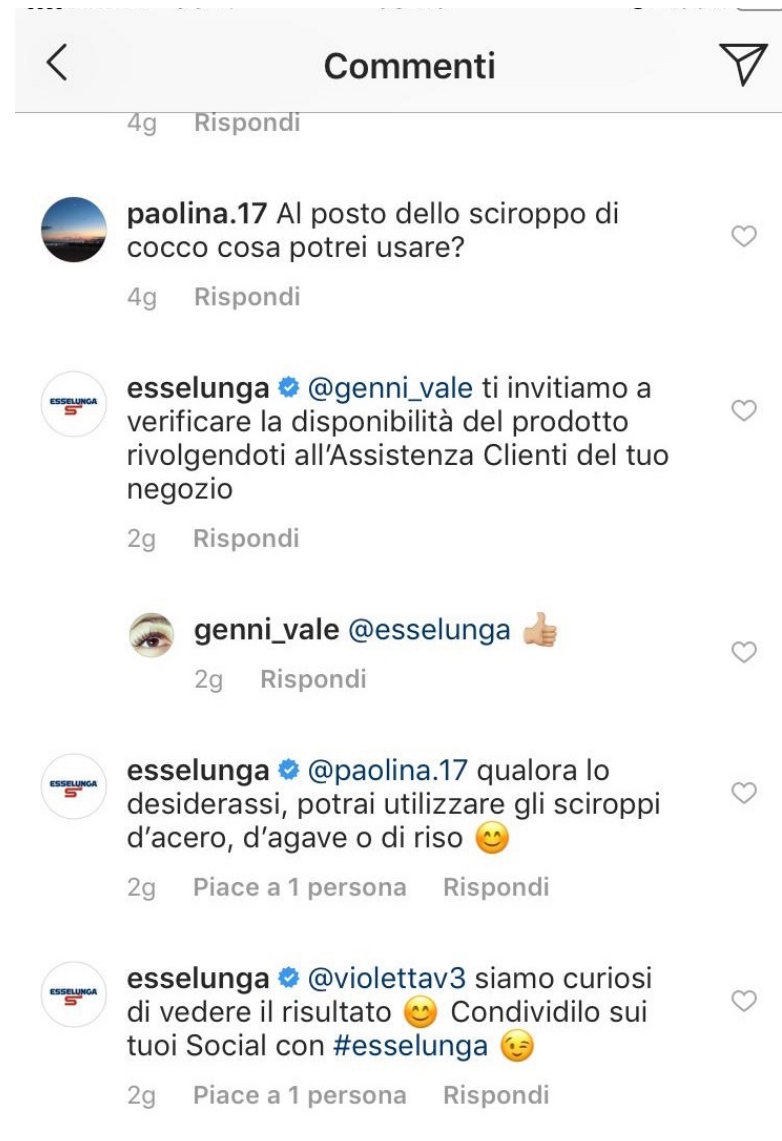 Commenti
4g Rispondi
paolina.17 Al posto dello sciroppo di
cocco cosa potrei usare?
4g Rispondi
ESSELUNGA
esselunga @genni_vale ti invitiamo a
verificare la disponibilità del prodotto
rivolgendoti all'Assistenza Clienti del tuo
negozio
2g Rispondi
genni_vale @esselunga 👍🏼
2g Rispondi
ESSELUNGA
esselunga @paolina.17 qualora lo
desiderassi, potrai utilizzare gli sciroppi
d'acero, d'agave o di riso 😊
2g Piace a 1 persona Rispondi
ESSELUNGA
esselunga @violettav3 siamo curiosi
di vedere il risultato 😊 Condividilo sui
tuoi Social con #esselunga 😉
2g Piace a 1 persona Rispondi